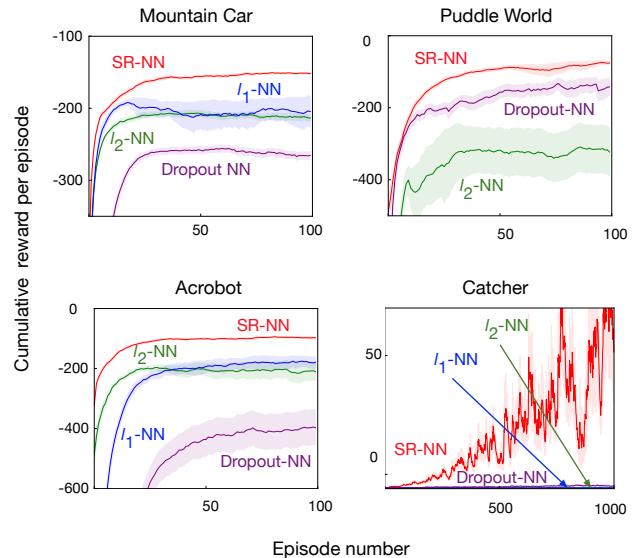 Mountain Car
-100
-200
-300
50
100
SR-NN
l₁-NN
l₂-NN
Dropout NN
Puddle World
0
-200
-400
50
100
SR-NN
Dropout-NN
l₂-NN
Cumulative reward per episode
Acrobot
0
-200
-400
-600
50
100
SR-NN
l₂-NN
l₁-NN
Dropout-NN
Catcher
50
0
500
1000
l₂-NN
l₁-NN
SR-NN
Dropout-NN
Episode number